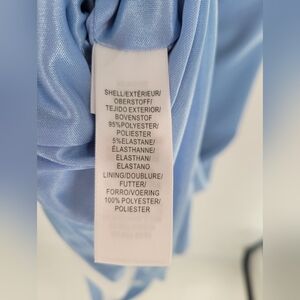 SHELL/EXTÉRIEUR/
OBERSTOFF/
TEJIDO EXTERIOR/
BOVENSTOF
95%POLYESTER/
POLIESTER
5%ELASTANE/
ÉLASTHANNE/
ELASTHAN/
ELASTANO
LINING/DOUBLURE/
FUTTER/
FORRO/VOERING
100% POLYESTER/
POLIESTER